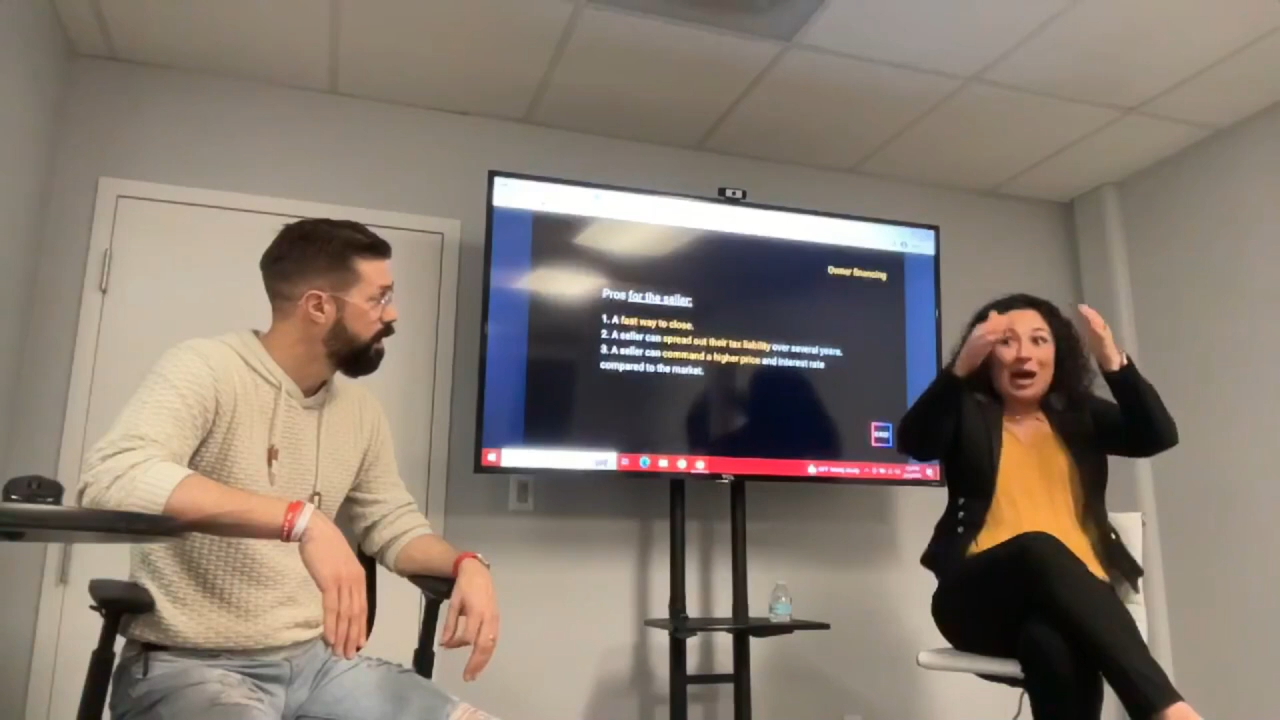 Owner financing
Pros for the seller:
1. A fast way to close.
2. A seller can spread out their tax liability over several years.
3. A seller can command a higher price and interest rate
compared to the market.